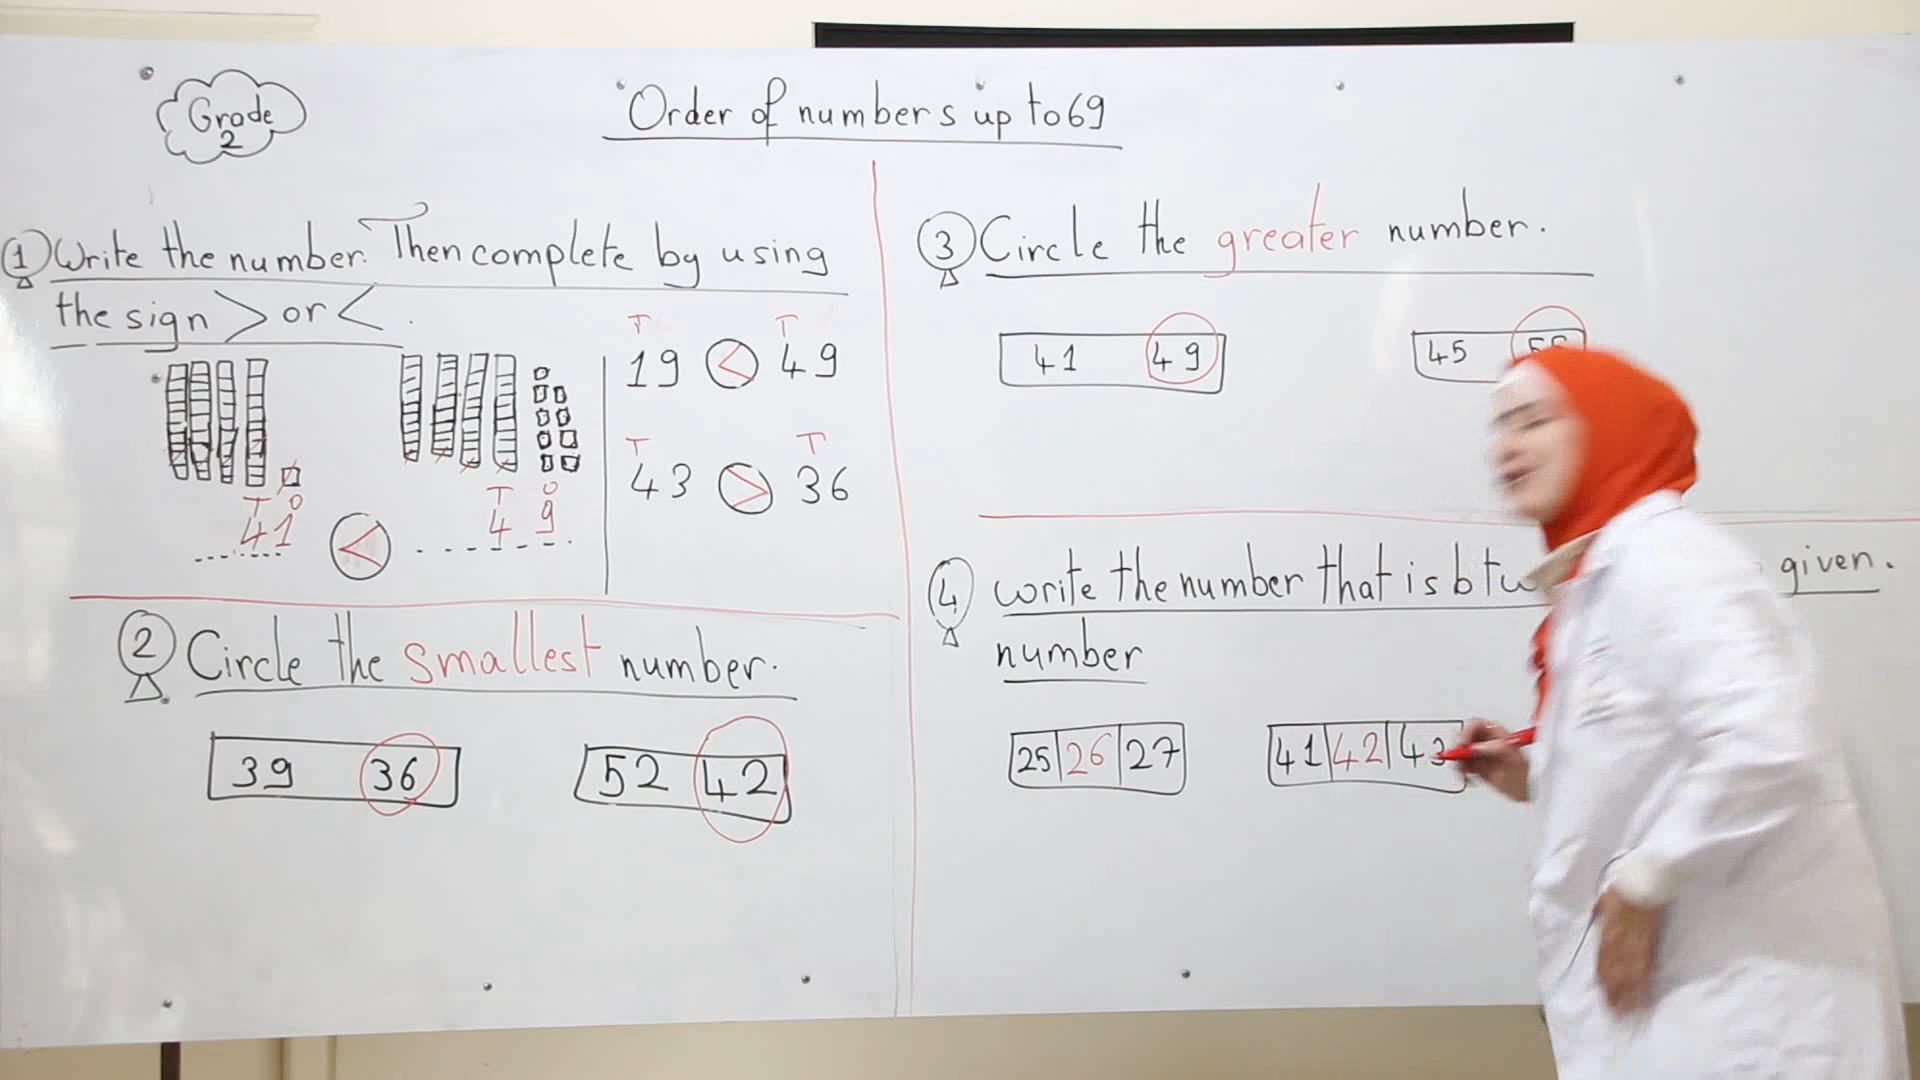 Grade
2
Order of numbers up to 69
1 Write the number. Then complete by using
the sign > or < .
T T
19 < 49
T T
43 > 36
T O T O
41 < 49
2 Circle the smallest number.
39 36
52 42
3 Circle the greater number.
41 49
45
4 write the number that is given.
number
25 26 27
41 42 43